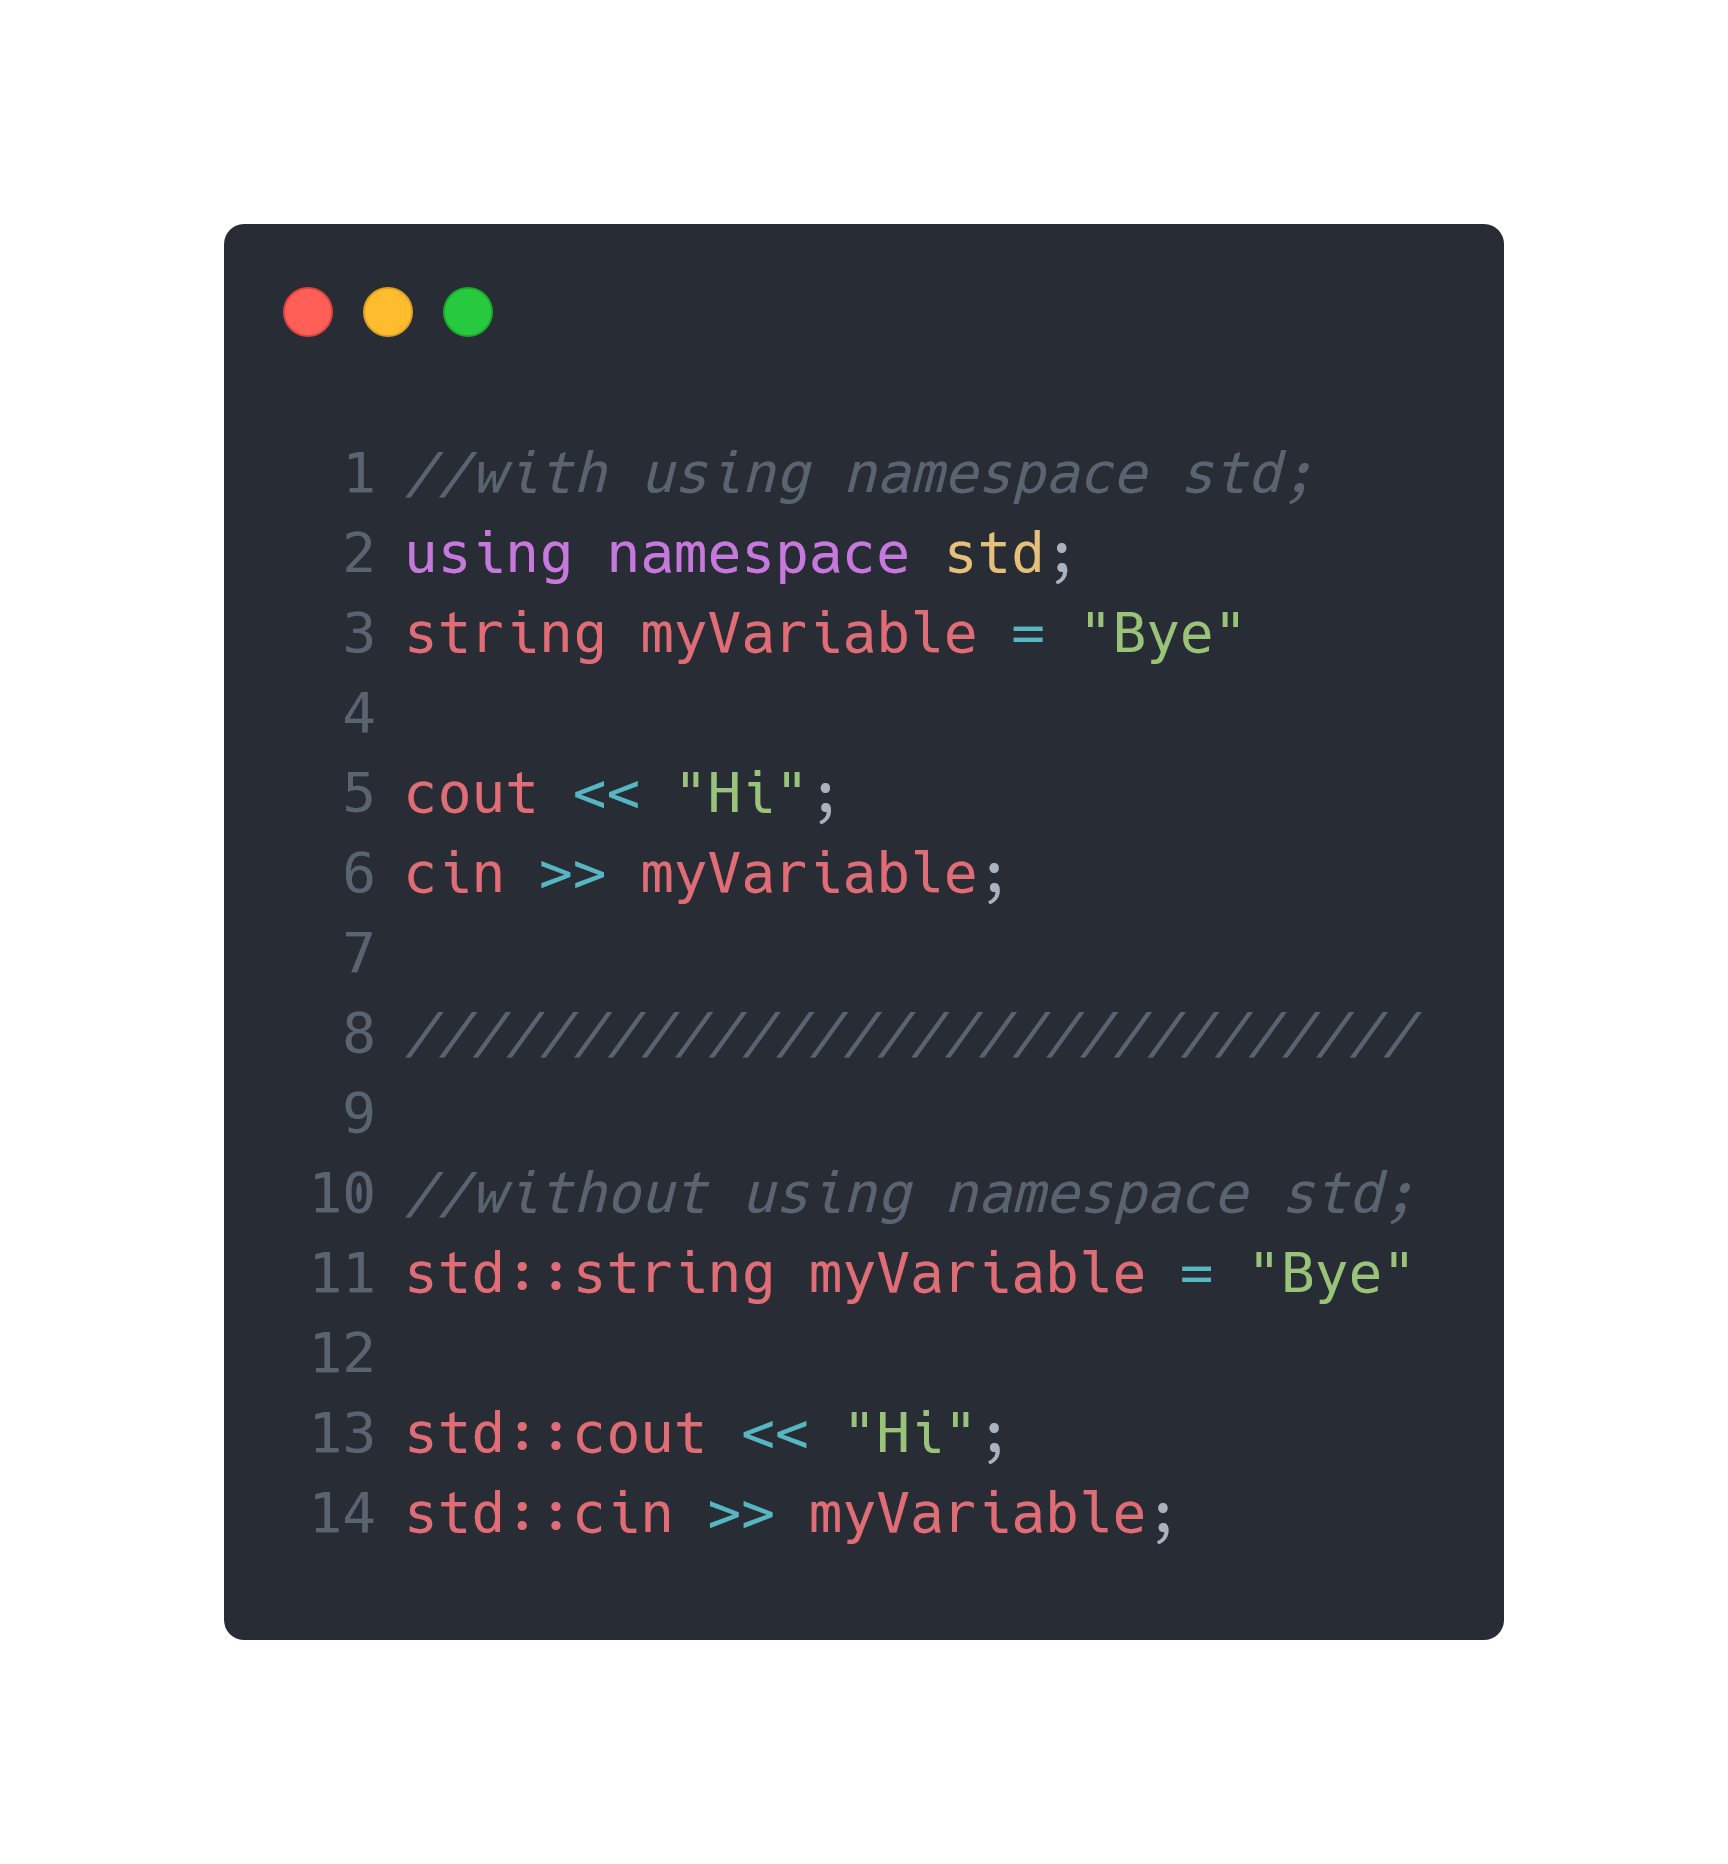 1 //with using namespace std;
2 using namespace std;
3 string myVariable = "Bye"
4
5 cout << "Hi";
6 cin >> myVariable;
7
8 //////////////////////////////
9
10 //without using namespace std;
11 std::string myVariable = "Bye"
12
13 std::cout << "Hi";
14 std::cin >> myVariable;